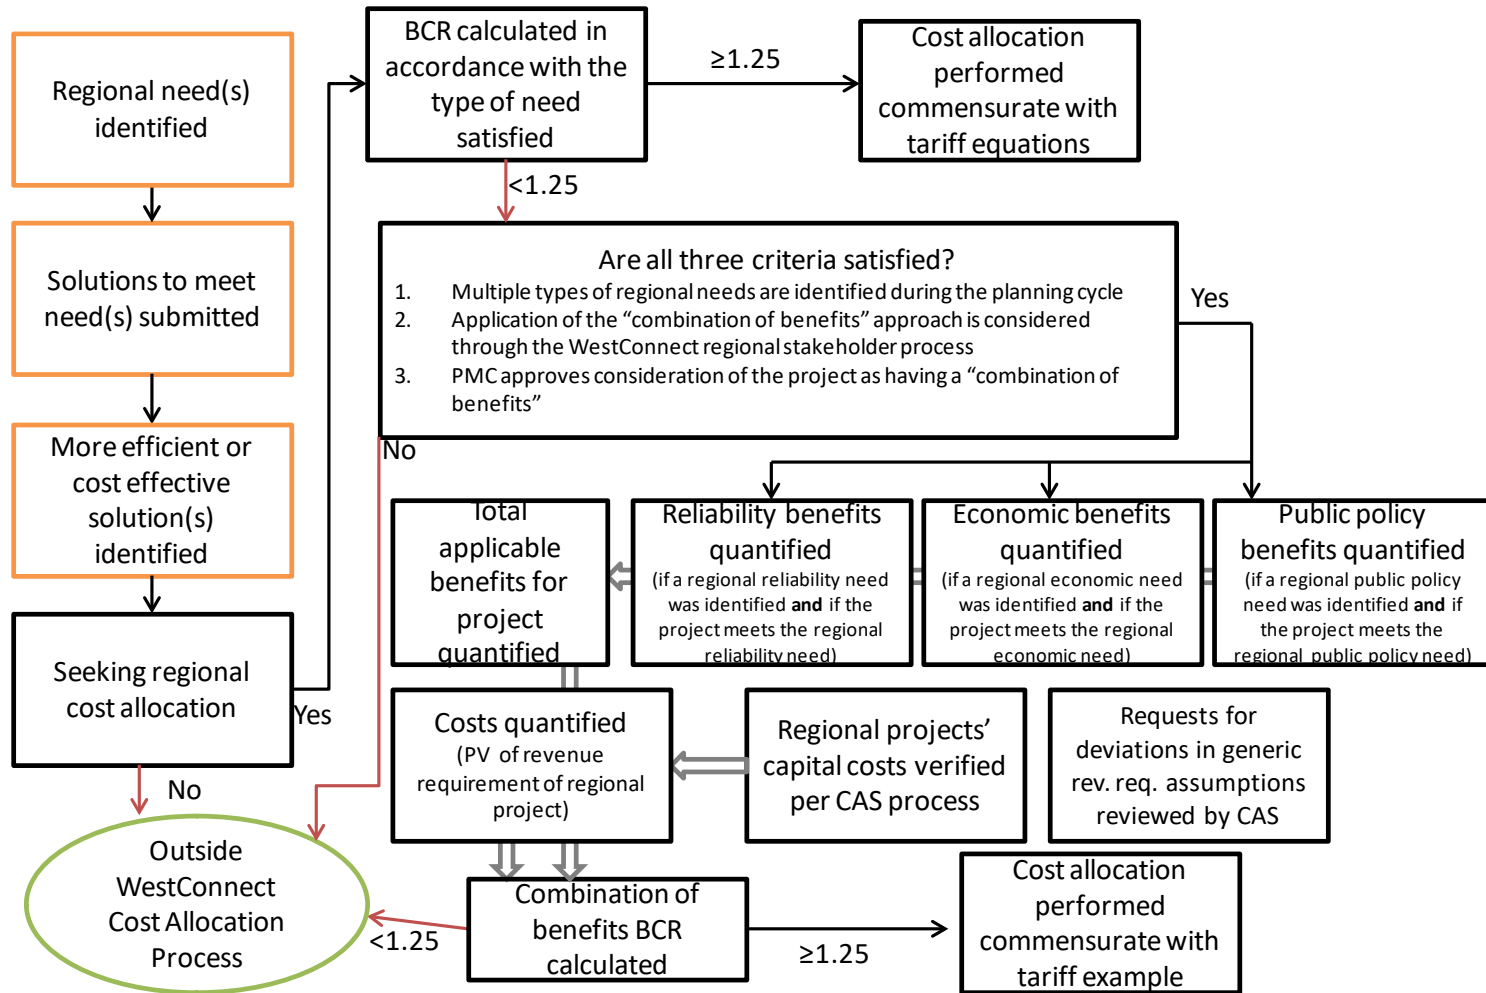 Regional need(s)
identified
Solutions to meet
need(s) submitted
More efficient or
cost effective
solution(s)
identified
Seeking regional
cost allocation
Yes
No
Outside
WestConnect
Cost Allocation
Process
BCR calculated in
accordance with the
type of need
satisfied
≥1.25
Cost allocation
performed
commensurate with
tariff equations
<1.25
Are all three criteria satisfied?
1. Multiple types of regional needs are identified during the planning cycle
2. Application of the “combination of benefits” approach is considered
through the WestConnect regional stakeholder process
3. PMC approves consideration of the project as having a “combination of
benefits”
Yes
No
Total
applicable
benefits for
project
quantified
Reliability benefits
quantified
(if a regional reliability need
was identified and if the
project meets the regional
reliability need)
Economic benefits
quantified
(if a regional economic need
was identified and if the
project meets the regional
economic need)
Public policy
benefits quantified
(if a regional public policy
need was identified and if
the project meets the
regional public policy need)
Costs quantified
(PV of revenue
requirement of regional
project)
Regional projects’
capital costs verified
per CAS process
Requests for
deviations in generic
rev. req. assumptions
reviewed by CAS
Combination of
benefits BCR
calculated
<1.25
≥1.25
Cost allocation
performed
commensurate with
tariff example